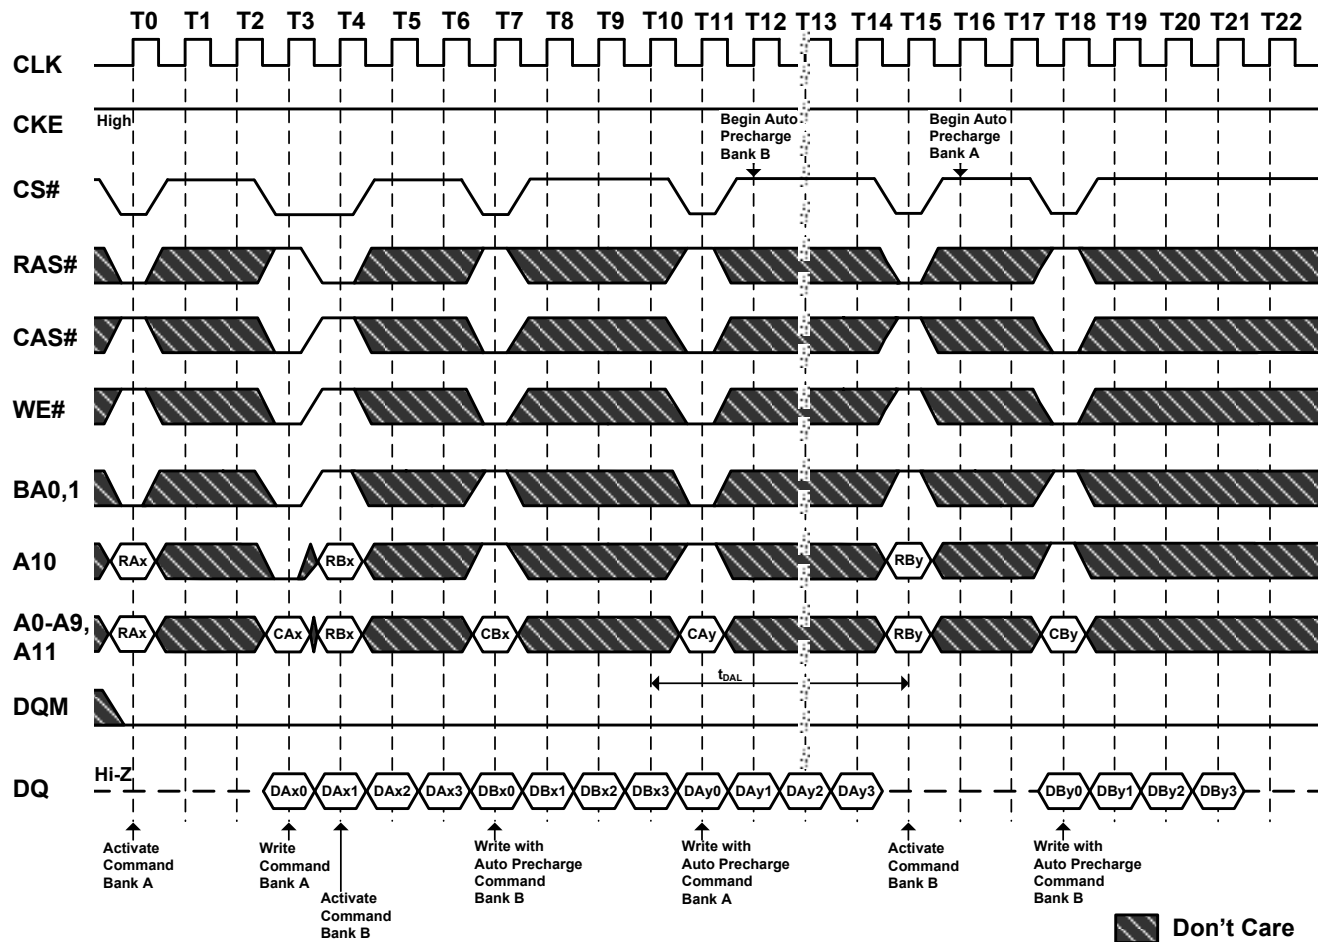 T0 T1 T2 T3 T4 T5 T6 T7 T8 T9 T10 T11 T12 T13 T14 T15 T16 T17 T18 T19 T20 T21 T22
CLK
CKE
High
Begin Auto
Precharge
Bank B
Begin Auto
Precharge
Bank A
CS#
RAS#
CAS#
WE#
BA0,1
A10
RAx RBx RBy
A0-A9,
A11
RAx CAx RBx CBx CAy RBy CBy
tDAL
DQM
Hi-Z
DQ
DAx0 DAx1 DAx2 DAx3 DBx0 DBx1 DBx2 DBx3 DAy0 DAy1 DAy2 DAy3 DBy0 DBy1 DBy2 DBy3
Activate
Command
Bank A
Write
Command
Bank A
Activate
Command
Bank B
Write with
Auto Precharge
Command
Bank B
Write with
Auto Precharge
Command
Bank A
Activate
Command
Bank B
Write with
Auto Precharge
Command
Bank B
Don't Care